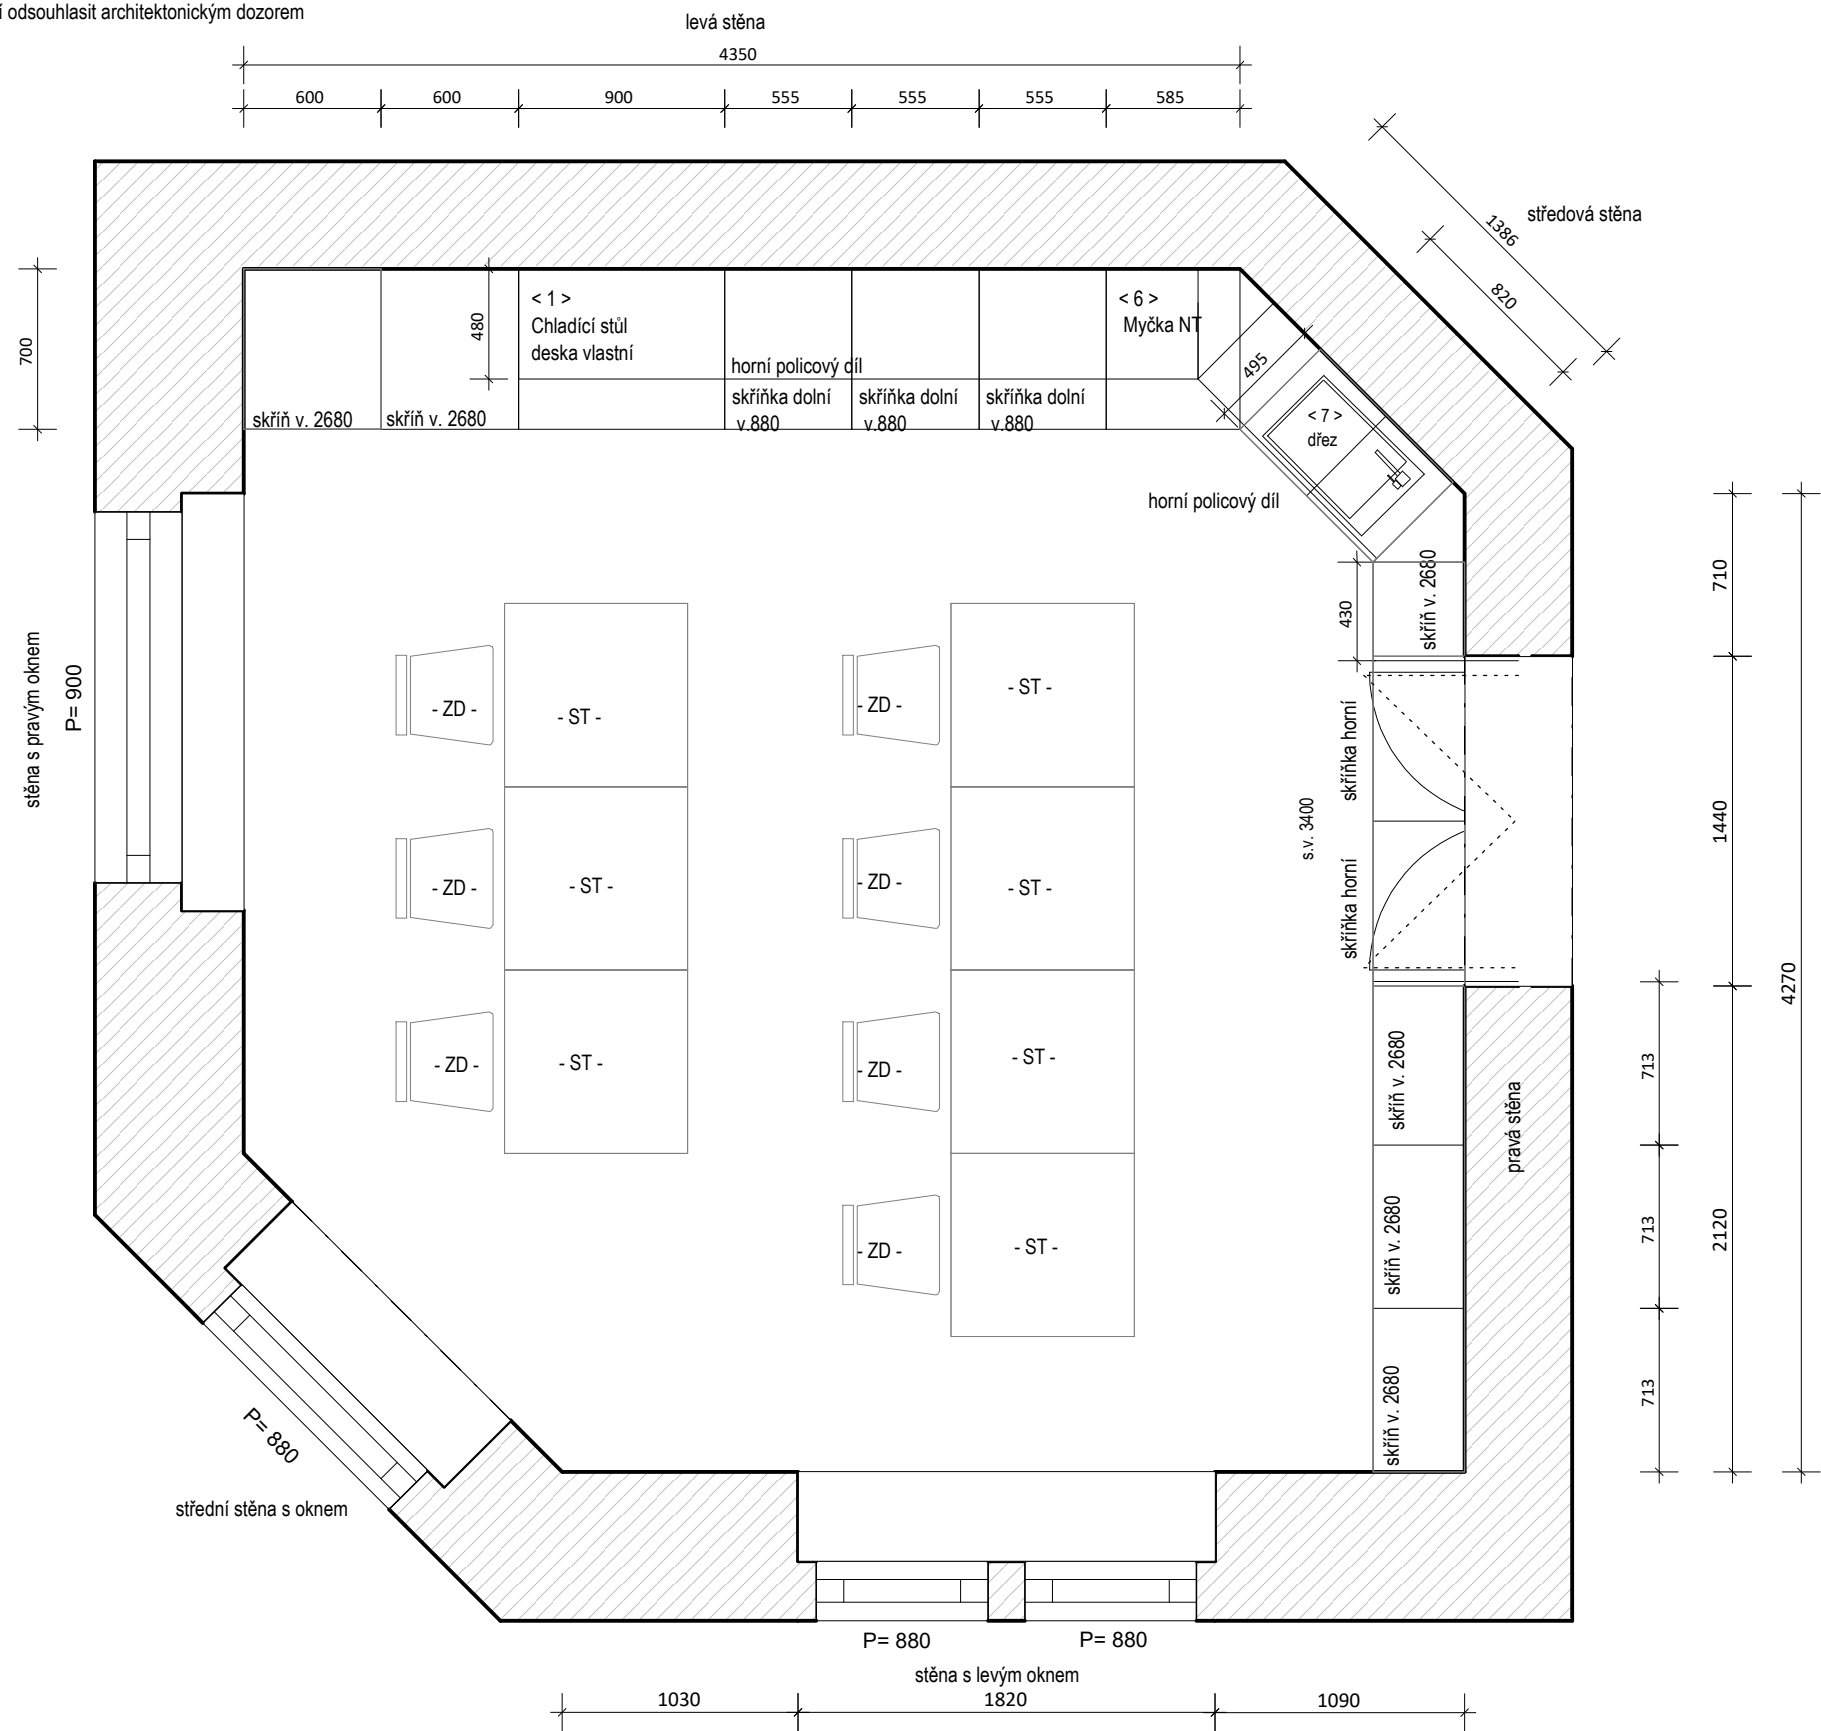 í odsouhlasit architektonickým dozorem
levá stěna
4350
600
600
900
555
555
555
585
středová stěna
1386
820
700
480
< 1 >
Chladící stůl
deska vlastní
< 6 >
Myčka NT
horní policový díl
495
skříň v. 2680
skříň v. 2680
skříňka dolní
v.880
skříňka dolní
v.880
skříňka dolní
v.880
< 7 >
dřez
horní policový díl
skříň v. 2680
430
710
stěna s pravým oknem
P= 900
- ZD -
- ST -
- ZD -
- ST -
skříňka horní
s.v. 3400
1440
- ZD -
- ST -
- ZD -
- ST -
skříňka horní
4270
- ZD -
- ST -
- ZD -
- ST -
skříň v. 2680
713
pravá stěna
- ZD -
- ST -
skříň v. 2680
713
2120
skříň v. 2680
713
P= 880
střední stěna s oknem
P= 880
P= 880
stěna s levým oknem
1030
1820
1090